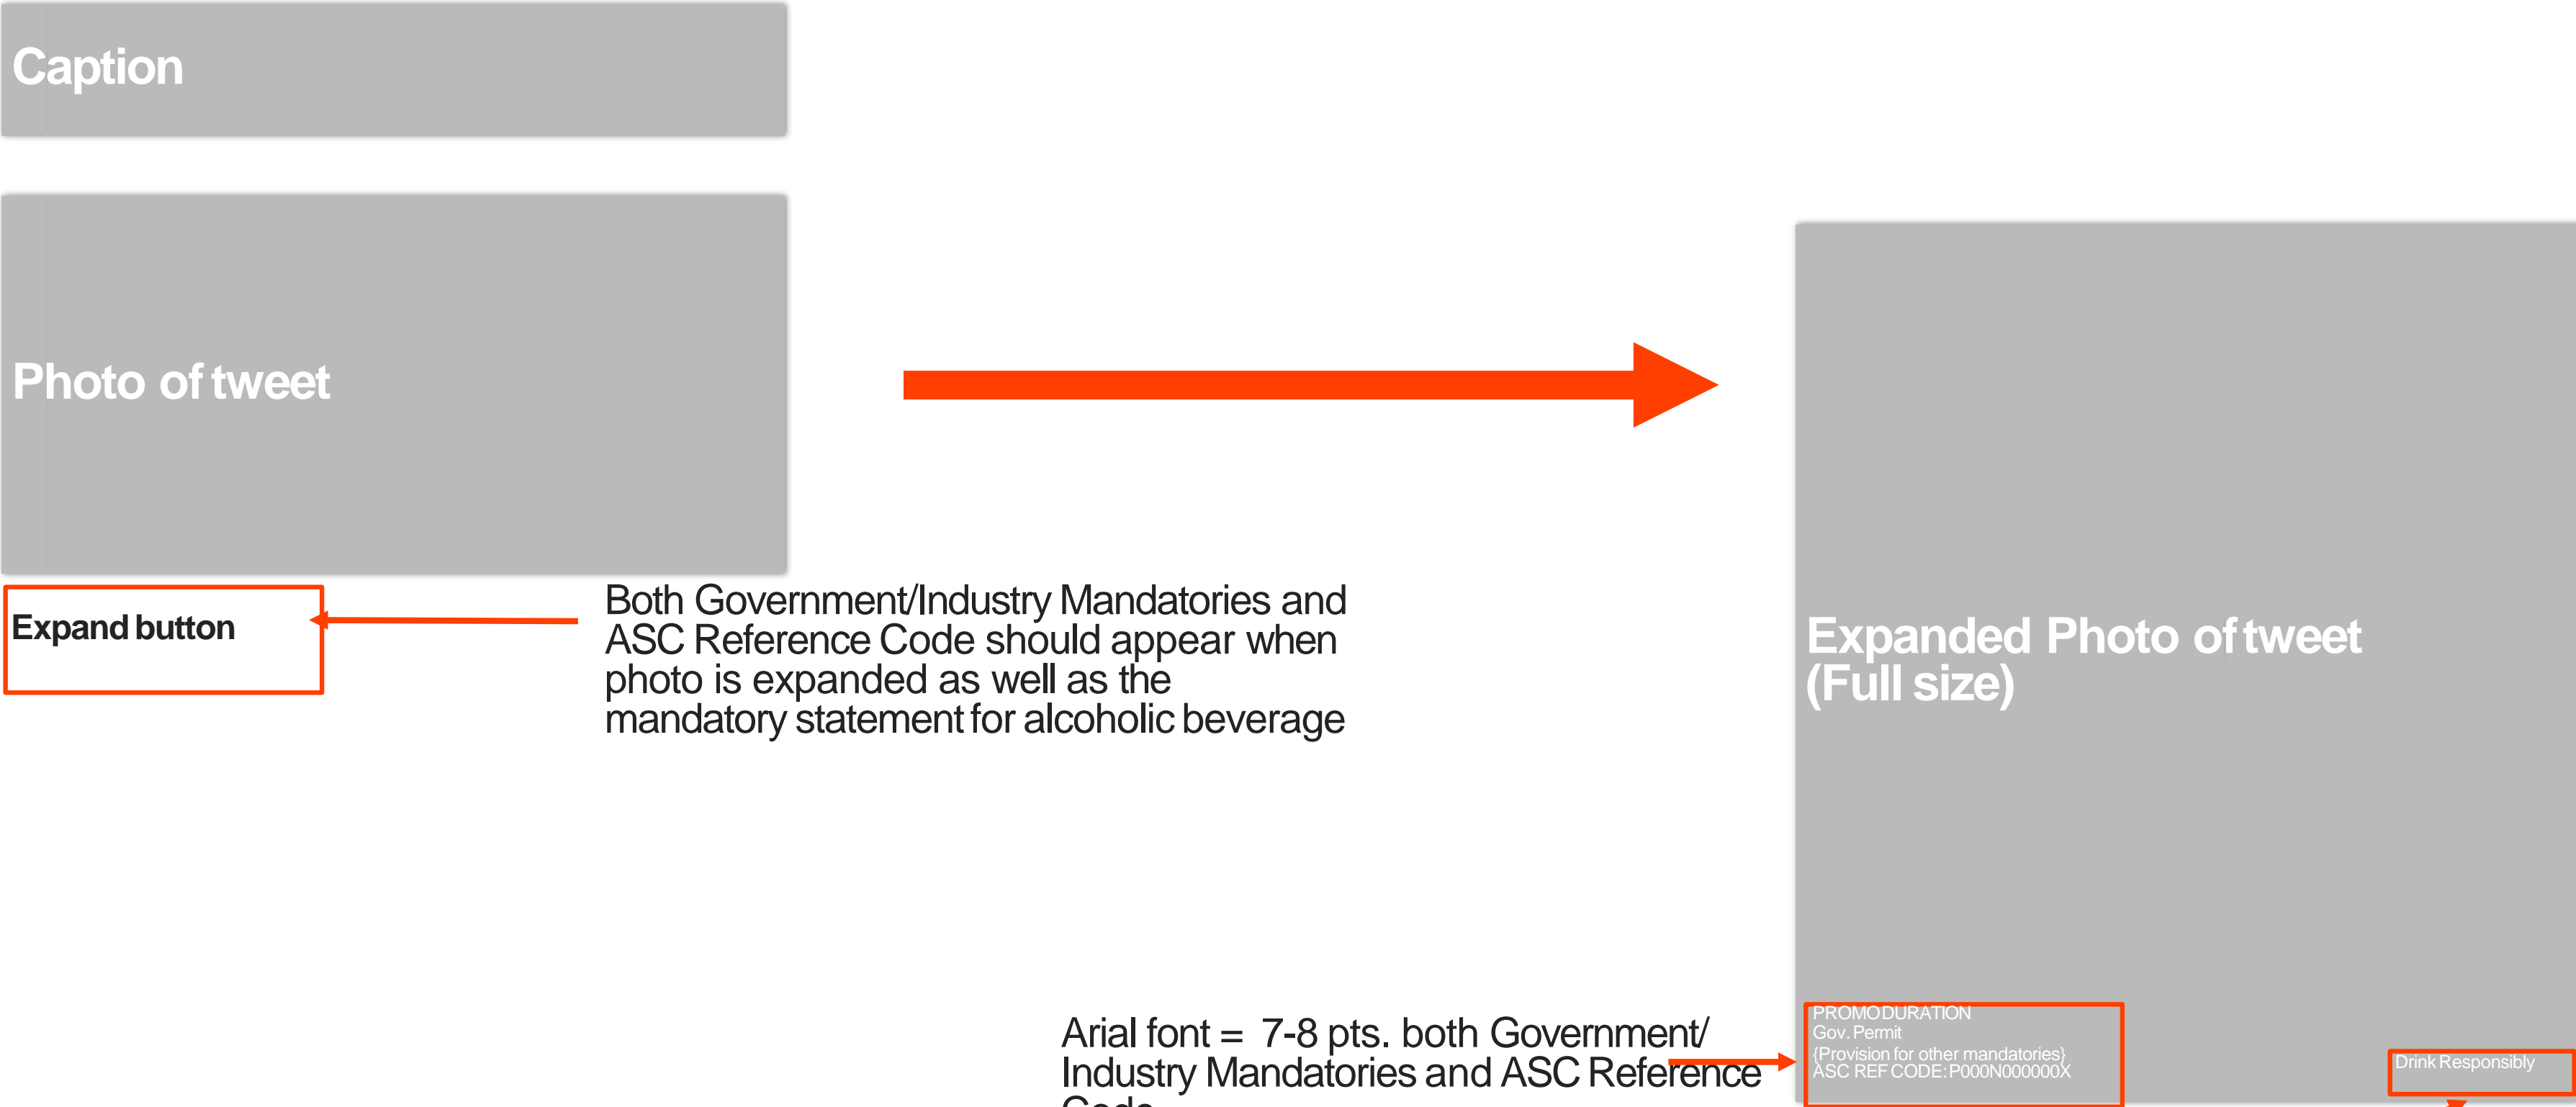 Caption
Photo of tweet
Expand button
Both Government/Industry Mandatories and
ASC Reference Code should appear when
photo is expanded as well as the
mandatory statement for alcoholic beverage
Expanded Photo of tweet
(Full size)
Arial font = 7-8 pts. both Government/
Industry Mandatories and ASC Reference
Code
PROMO DURATION
Gov. Permit
{Provision for other mandatories}
ASC REF CODE: P000N000000X
Drink Responsibly